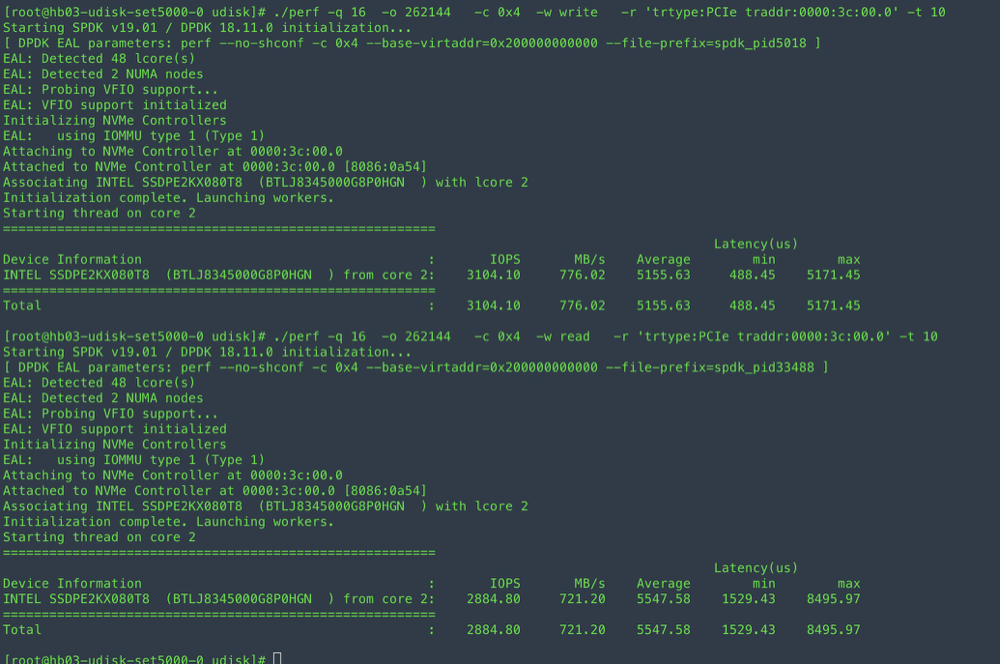 [root@hb03-udisk-set5000-0 udisk]# ./perf -q 16  -o 262144   -c 0x4  -w write   -r 'trtype:PCIe traddr:0000:3c:00.0' -t 10
Starting SPDK v19.01 / DPDK 18.11.0 initialization...
[ DPDK EAL parameters: perf --no-shconf -c 0x4 --base-virtaddr=0x200000000000 --file-prefix=spdk_pid5018 ]
EAL: Detected 48 lcore(s)
EAL: Detected 2 NUMA nodes
EAL: Probing VFIO support...
EAL: VFIO support initialized
Initializing NVMe Controllers
EAL:   using IOMMU type 1 (Type 1)
Attaching to NVMe Controller at 0000:3c:00.0
Attached to NVMe Controller at 0000:3c:00.0 [8086:0a54]
Associating INTEL SSDPE2KX080T8  (BTLJ8345000G8P0HGN  ) with lcore 2
Initialization complete. Launching workers.
Starting thread on core 2
========================================================
Latency(us)
Device Information                                     :       IOPS       MB/s    Average        min        max
INTEL SSDPE2KX080T8  (BTLJ8345000G8P0HGN  ) from core 2:    3104.10     776.02    5155.63     488.45    5171.45
========================================================
Total                                                  :    3104.10     776.02    5155.63     488.45    5171.45
[root@hb03-udisk-set5000-0 udisk]# ./perf -q 16  -o 262144   -c 0x4  -w read   -r 'trtype:PCIe traddr:0000:3c:00.0' -t 10
Starting SPDK v19.01 / DPDK 18.11.0 initialization...
[ DPDK EAL parameters: perf --no-shconf -c 0x4 --base-virtaddr=0x200000000000 --file-prefix=spdk_pid33488 ]
EAL: Detected 48 lcore(s)
EAL: Detected 2 NUMA nodes
EAL: Probing VFIO support...
EAL: VFIO support initialized
Initializing NVMe Controllers
EAL:   using IOMMU type 1 (Type 1)
Attaching to NVMe Controller at 0000:3c:00.0
Attached to NVMe Controller at 0000:3c:00.0 [8086:0a54]
Associating INTEL SSDPE2KX080T8  (BTLJ8345000G8P0HGN  ) with lcore 2
Initialization complete. Launching workers.
Starting thread on core 2
========================================================
Latency(us)
Device Information                                     :       IOPS       MB/s    Average        min        max
INTEL SSDPE2KX080T8  (BTLJ8345000G8P0HGN  ) from core 2:    2884.80     721.20    5547.58    1529.43    8495.97
========================================================
Total                                                  :    2884.80     721.20    5547.58    1529.43    8495.97
[root@hb03-udisk-set5000-0 udisk]#